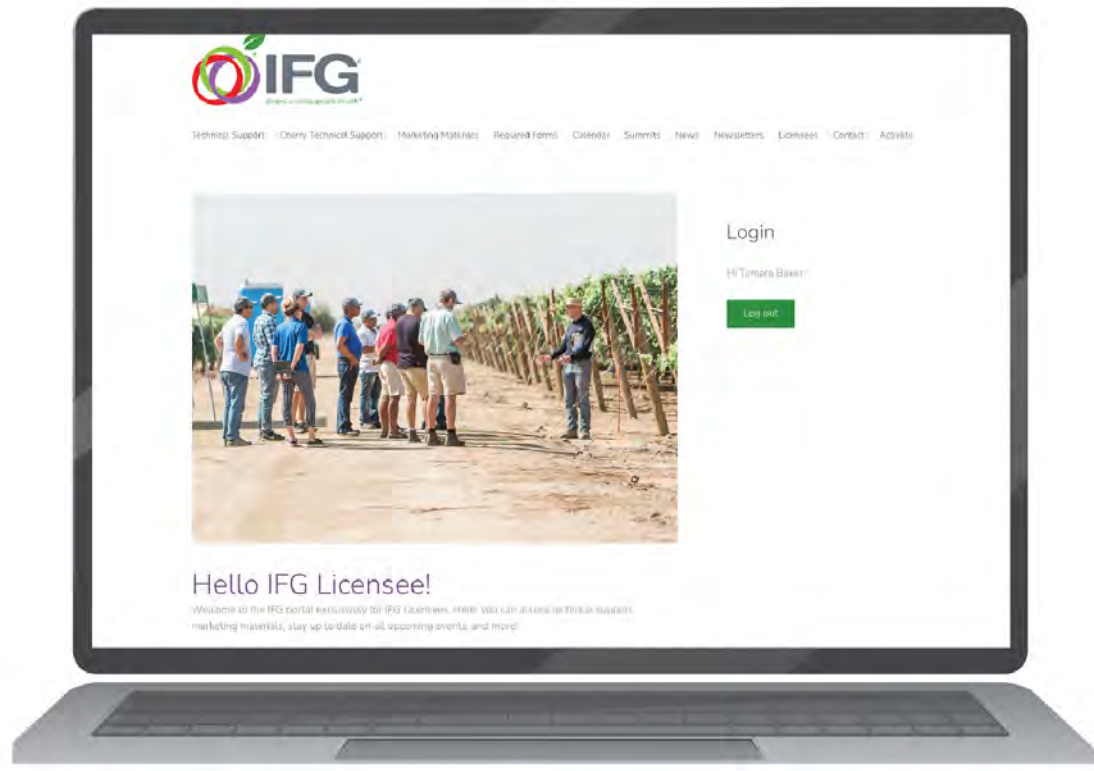 IFG
Technical Support Cherry Technical Support Marketing Materials Required Forms Calendar Summits News Newsletters Licensees Contact Activate
Login
Hi Tamara Baker
Log out
Hello IFG Licensee!
Welcome to the IFG portal exclusively for IFG Licensees. Here you can access technical support,
marketing materials, stay up to date on all upcoming events, and more!